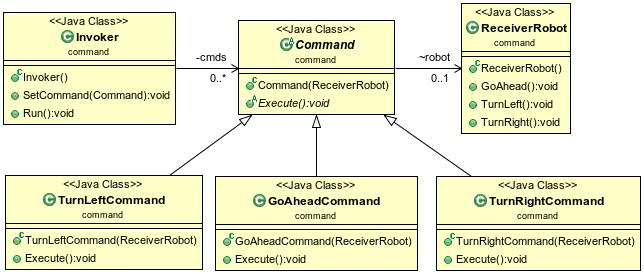 <<Java Class>>
Invoker
command
Invoker()
SetCommand(Command):void
Run():void
-cmds
0..*
<<Java Class>>
Command
command
Command(ReceiverRobot)
Execute():void
~robot
0..1
<<Java Class>>
ReceiverRobot
command
ReceiverRobot()
GoAhead():void
TurnLeft():void
TurnRight():void
<<Java Class>>
TurnLeftCommand
command
TurnLeftCommand(ReceiverRobot)
Execute():void
<<Java Class>>
GoAheadCommand
command
GoAheadCommand(ReceiverRobot)
Execute():void
<<Java Class>>
TurnRightCommand
command
TurnRightCommand(ReceiverRobot)
Execute():void